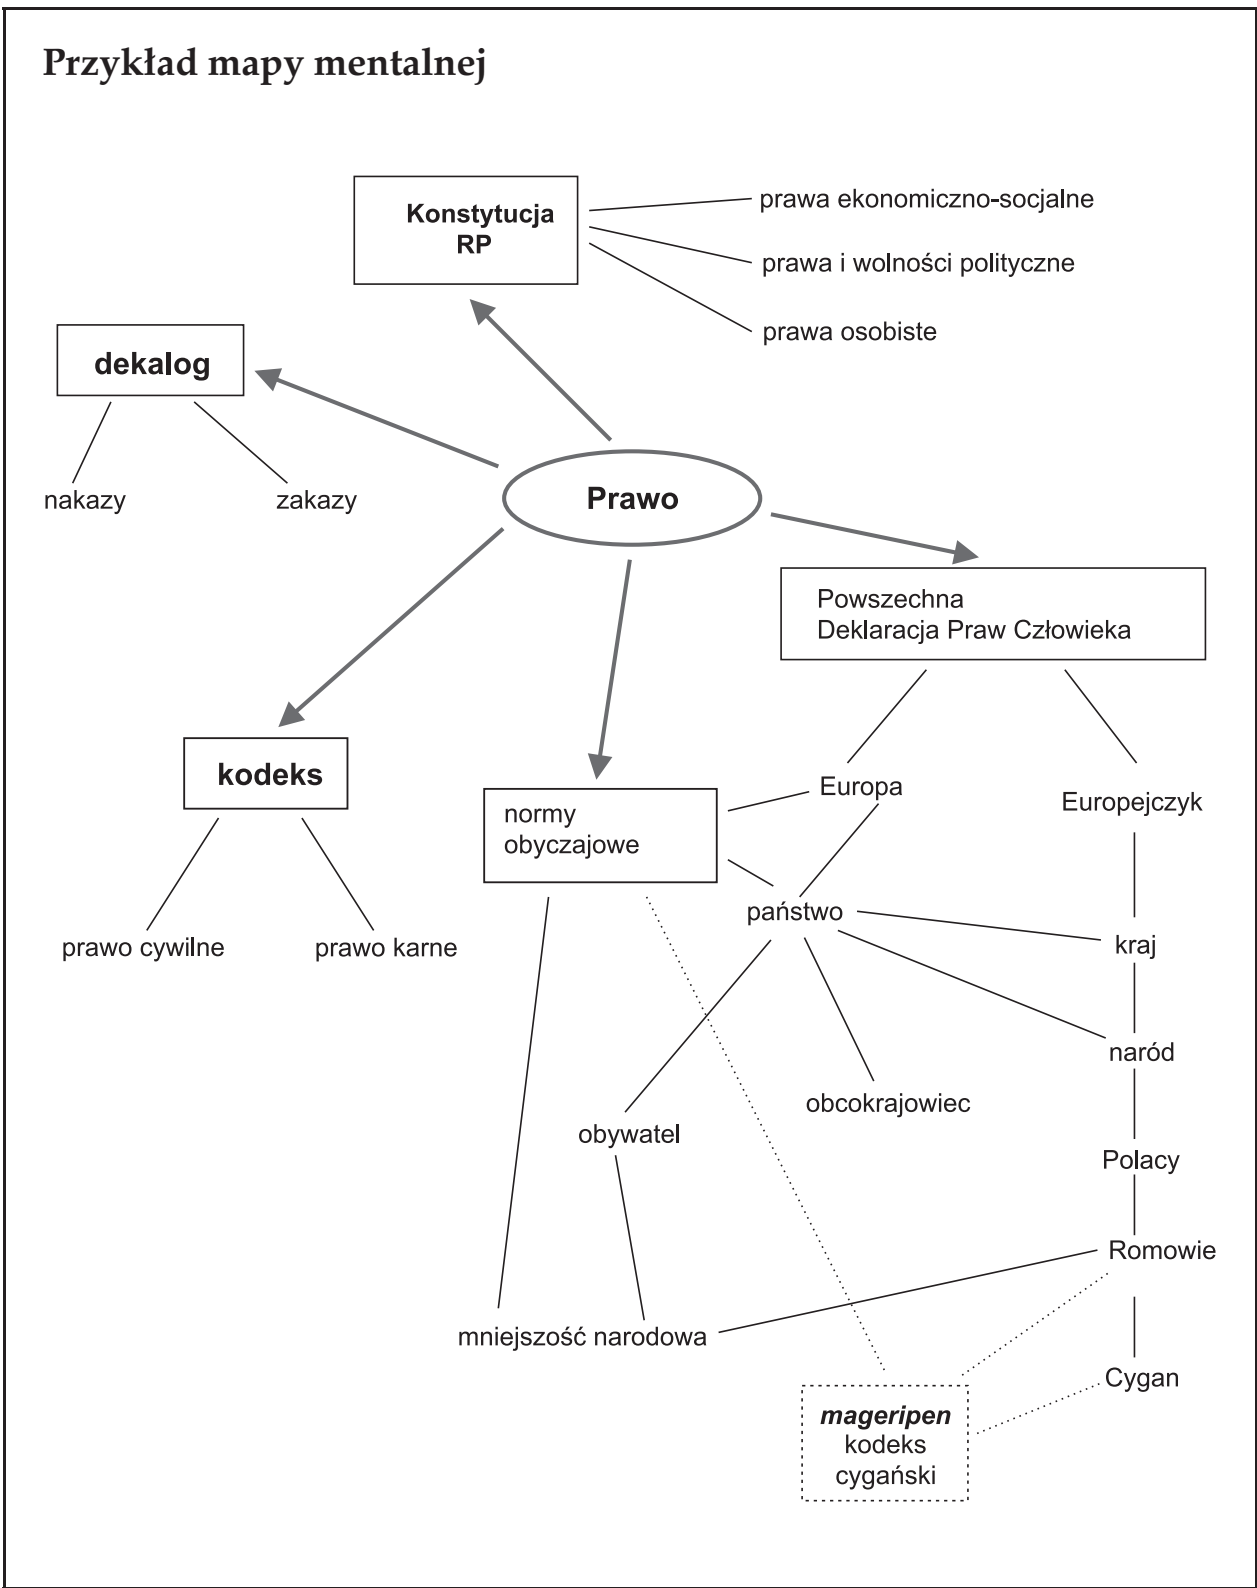 Przykład mapy mentalnej
Konstytucja
RP
prawa ekonomiczno-socjalne
prawa i wolności polityczne
prawa osobiste
dekalog
nakazy
zakazy
Prawo
Powszechna
Deklaracja Praw Człowieka
kodeks
prawo cywilne
prawo karne
normy
obyczajowe
Europa
Europejczyk
państwo
kraj
naród
obcokrajowiec
obywatel
Polacy
Romowie
mniejszość narodowa
Cygan
mageripen
kodeks
cygański